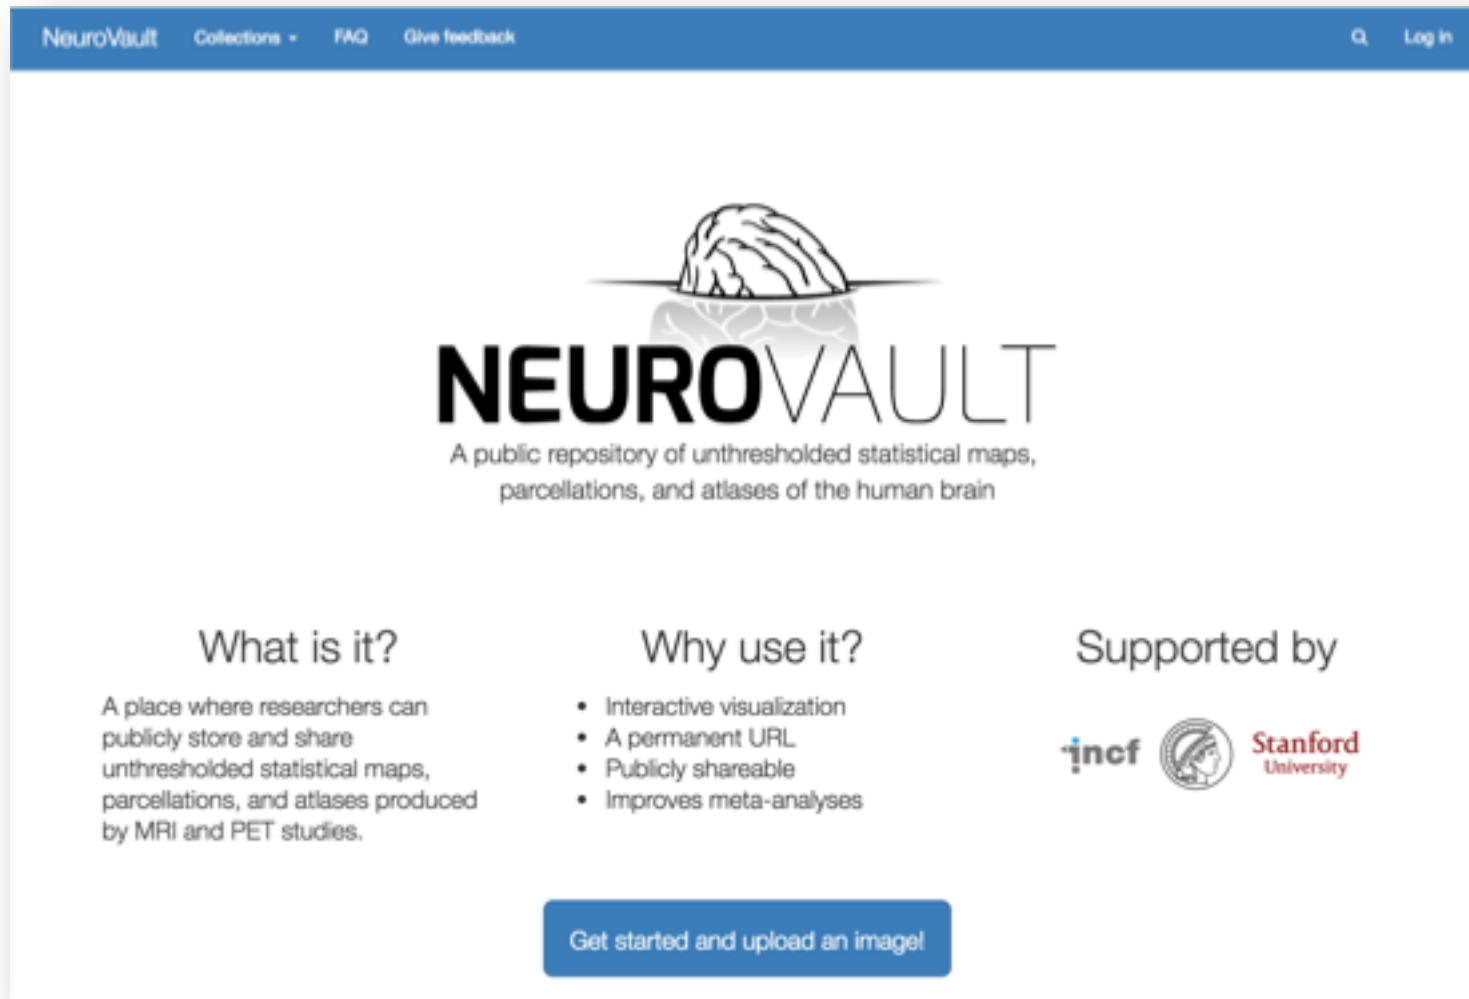 NeuroVault Collections FAQ Give feedback Log in
NEUROVAULT
A public repository of unthresholded statistical maps,
parcellations, and atlases of the human brain
What is it?
A place where researchers can
publicly store and share
unthresholded statistical maps,
parcellations, and atlases produced
by MRI and PET studies.
Why use it?
• Interactive visualization
• A permanent URL
• Publicly shareable
• Improves meta-analyses
Supported by
incf
Stanford
University
Get started and upload an image!